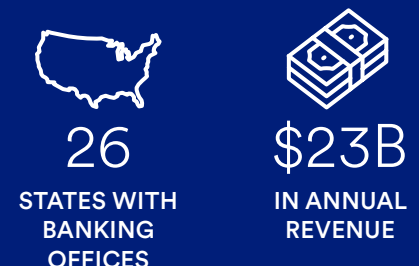 26
STATES WITH
BANKING
OFFICES
$23B
IN ANNUAL
REVENUE